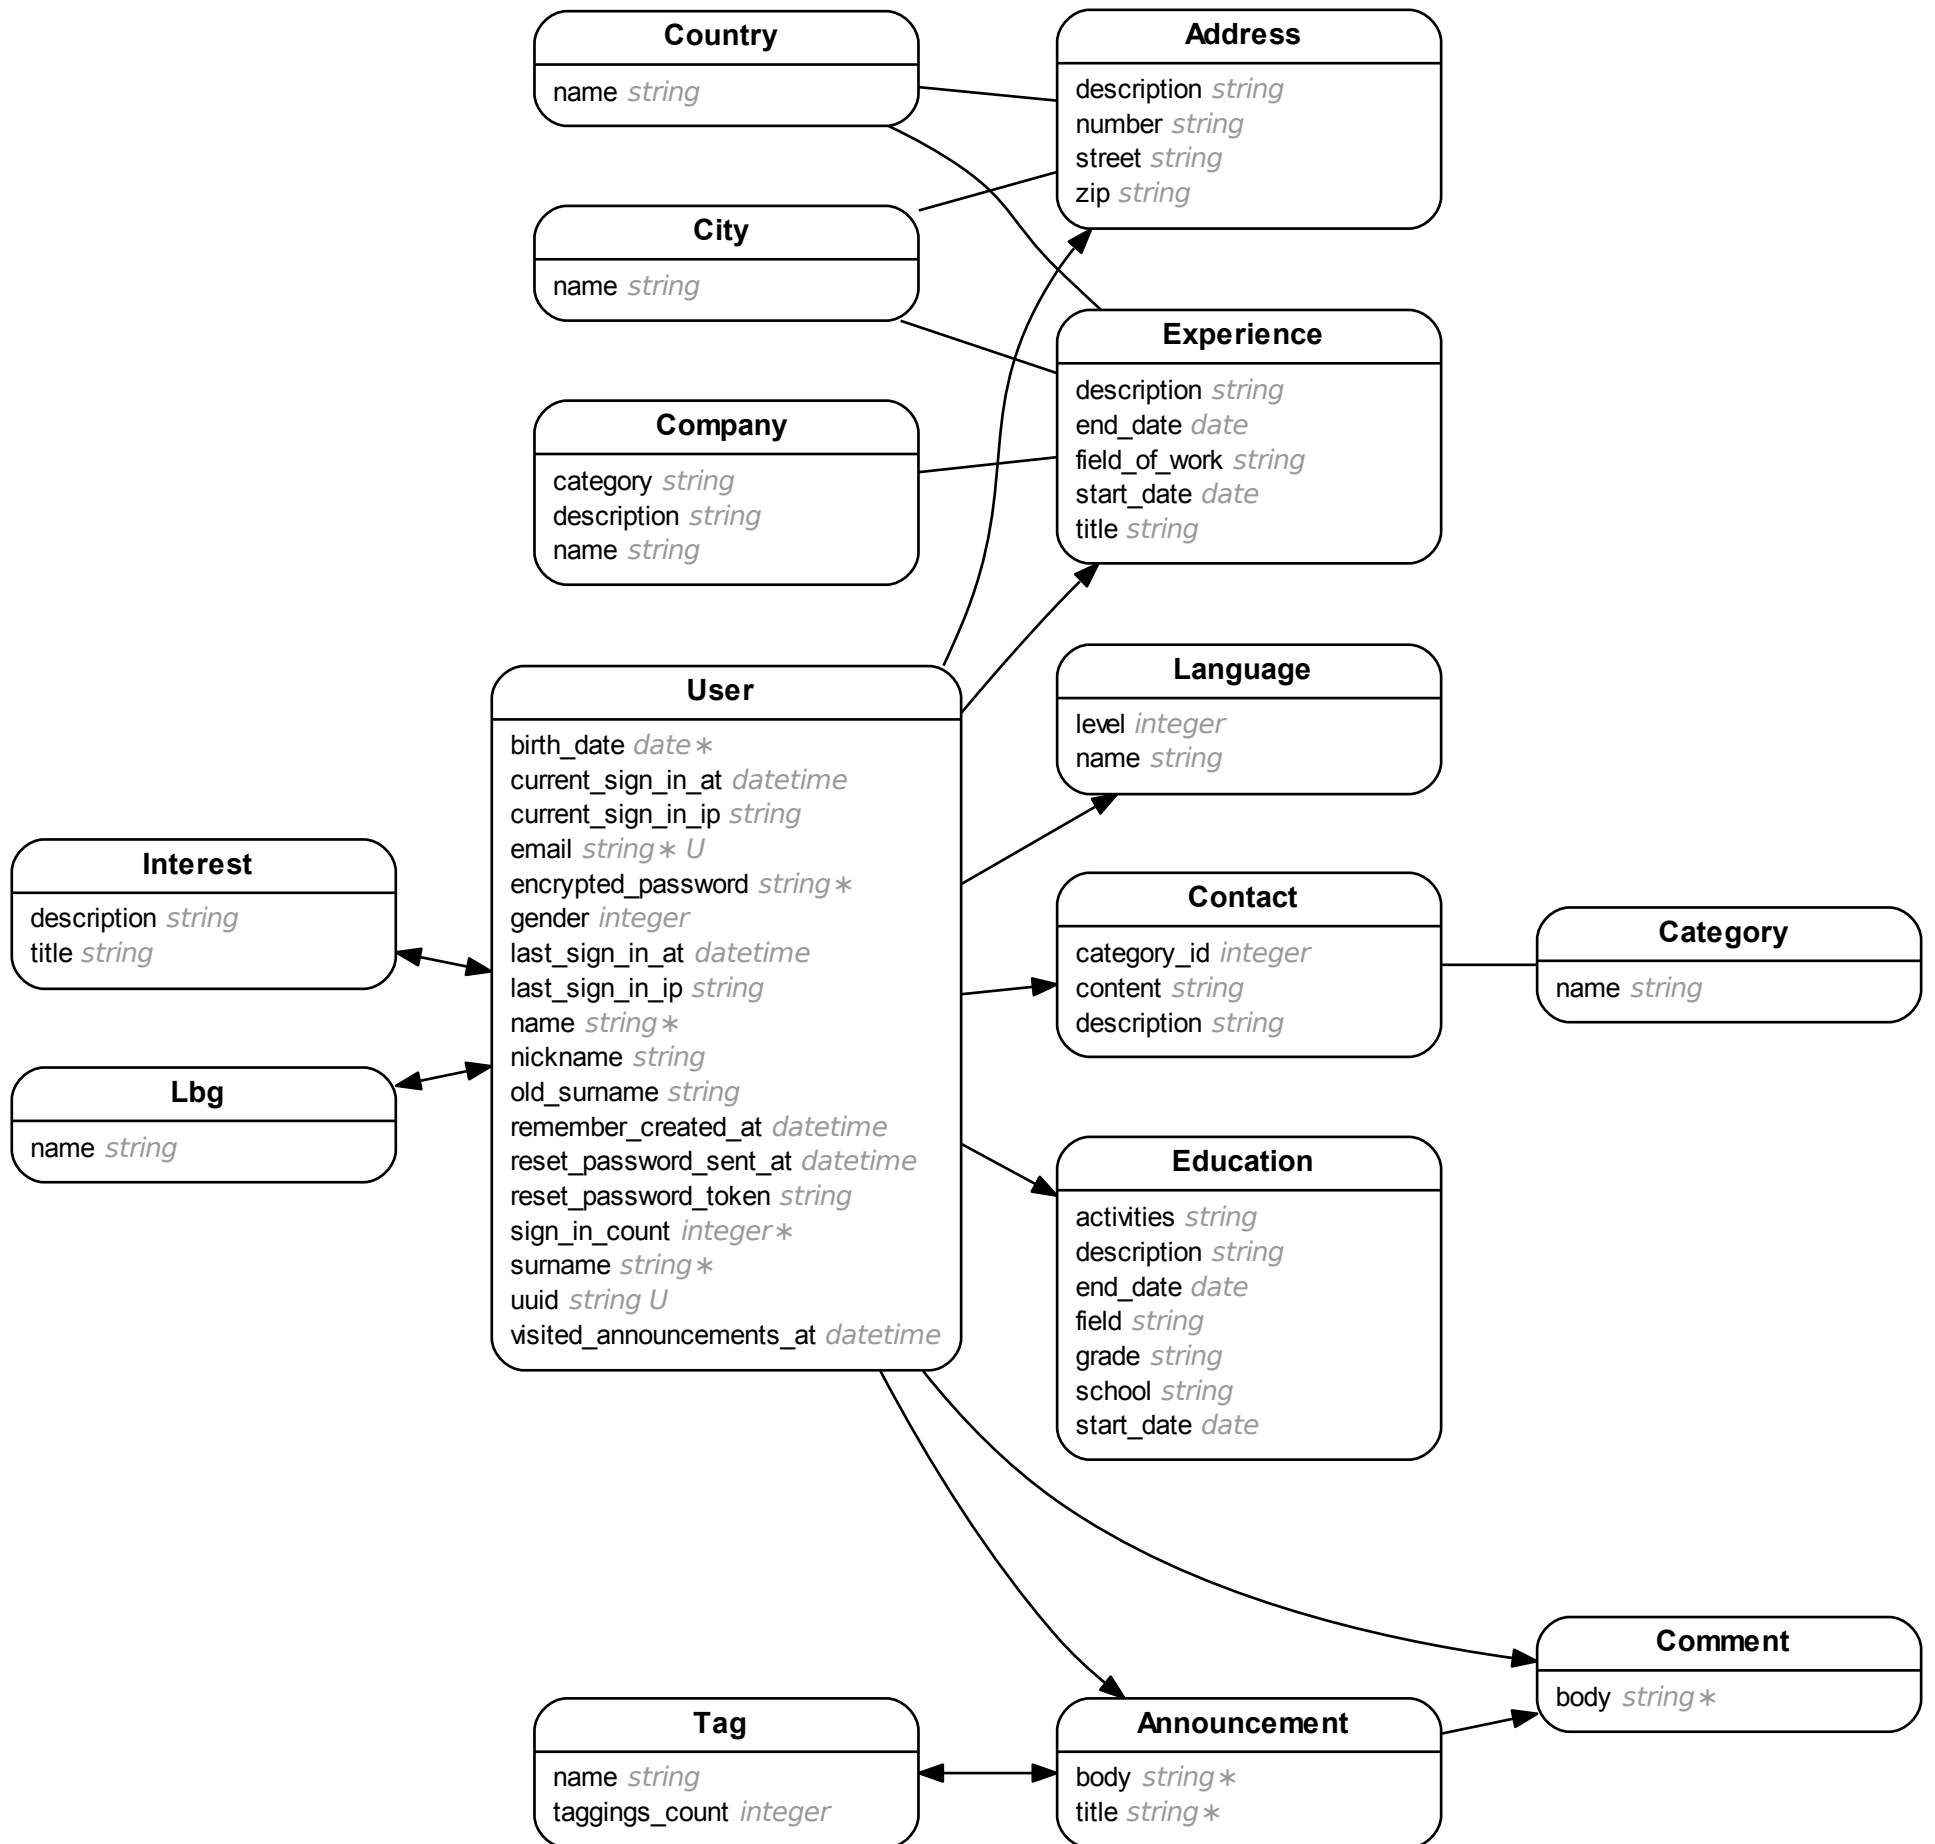 Country
name string
Address
description string
number string
street string
zip string
City
name string
Experience
description string
end_date date
field_of_work string
start_date date
title string
Company
category string
description string
name string
User
birth_date date∗
current_sign_in_at datetime
current_sign_in_ip string
email string∗ U
encrypted_password string∗
gender integer
last_sign_in_at datetime
last_sign_in_ip string
name string∗
nickname string
old_surname string
remember_created_at datetime
reset_password_sent_at datetime
reset_password_token string
sign_in_count integer∗
surname string∗
uuid string U
visited_announcements_at datetime
Language
level integer
name string
Interest
description string
title string
Contact
category_id integer
content string
description string
Category
name string
Lbg
name string
Education
activities string
description string
end_date date
field string
grade string
school string
start_date date
Comment
body string∗
Tag
name string
taggings_count integer
Announcement
body string∗
title string∗